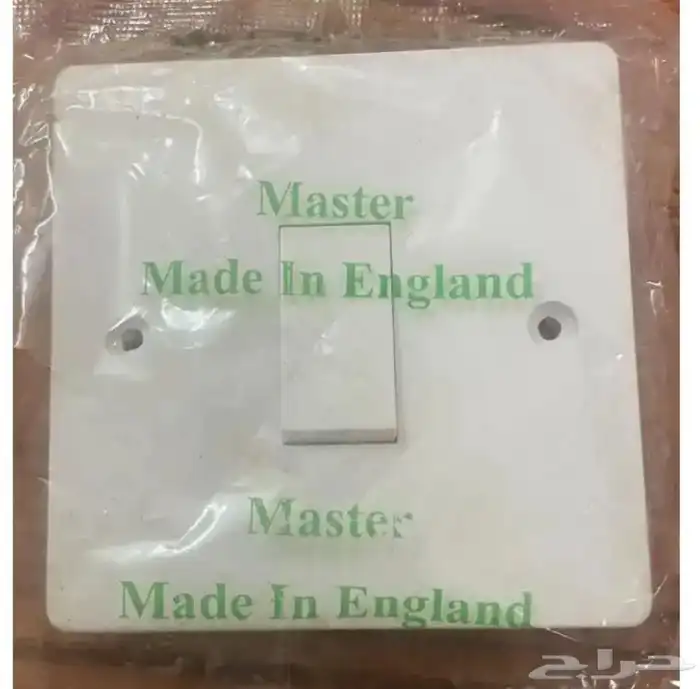 Master
Made In England
Master
Made In England
حراج